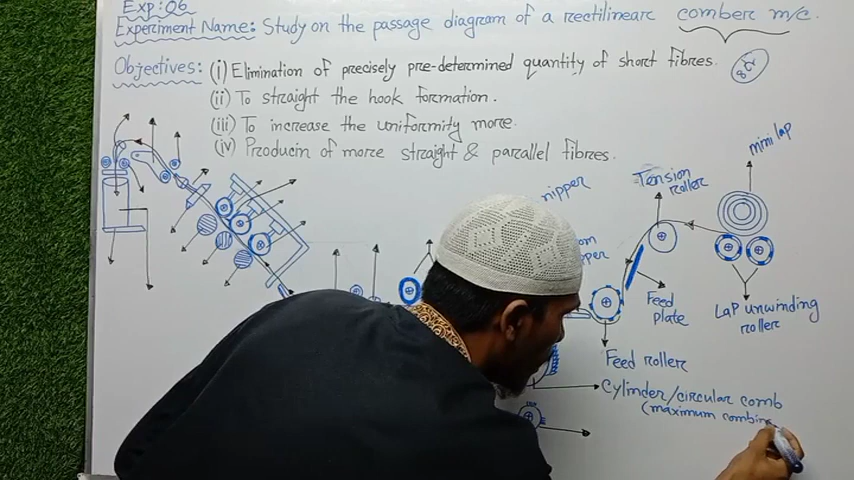 Exp: 06
Experiment Name: Study on the passage diagram of a rectilinear comber m/c.
Objectives: (i) Elimination of precisely pre-determined quantity of short fibres.
(ii) To straight the hook formation.
(iii) To increase the uniformity more.
(iv) Producin of more straight & parallel fibres.
mini lap
Tension
roller
nipper
Feed
plate
Lap unwinding
roller
Feed roller
Cylinder/circular comb
(maximum combin